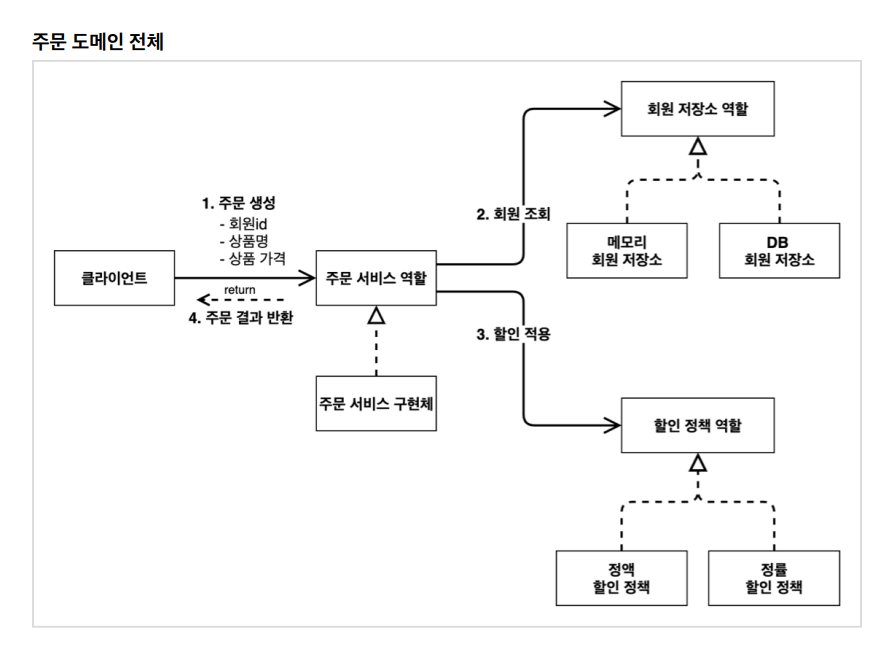 주문 도메인 전체
회원 저장소 역할
1. 주문 생성
- 회원id
- 상품명
- 상품 가격
2. 회원 조회
메모리
회원 저장소
DB
회원 저장소
클라이언트
주문 서비스 역할
return
4. 주문 결과 반환
3. 할인 적용
주문 서비스 구현체
할인 정책 역할
정액
할인 정책
정률
할인 정책